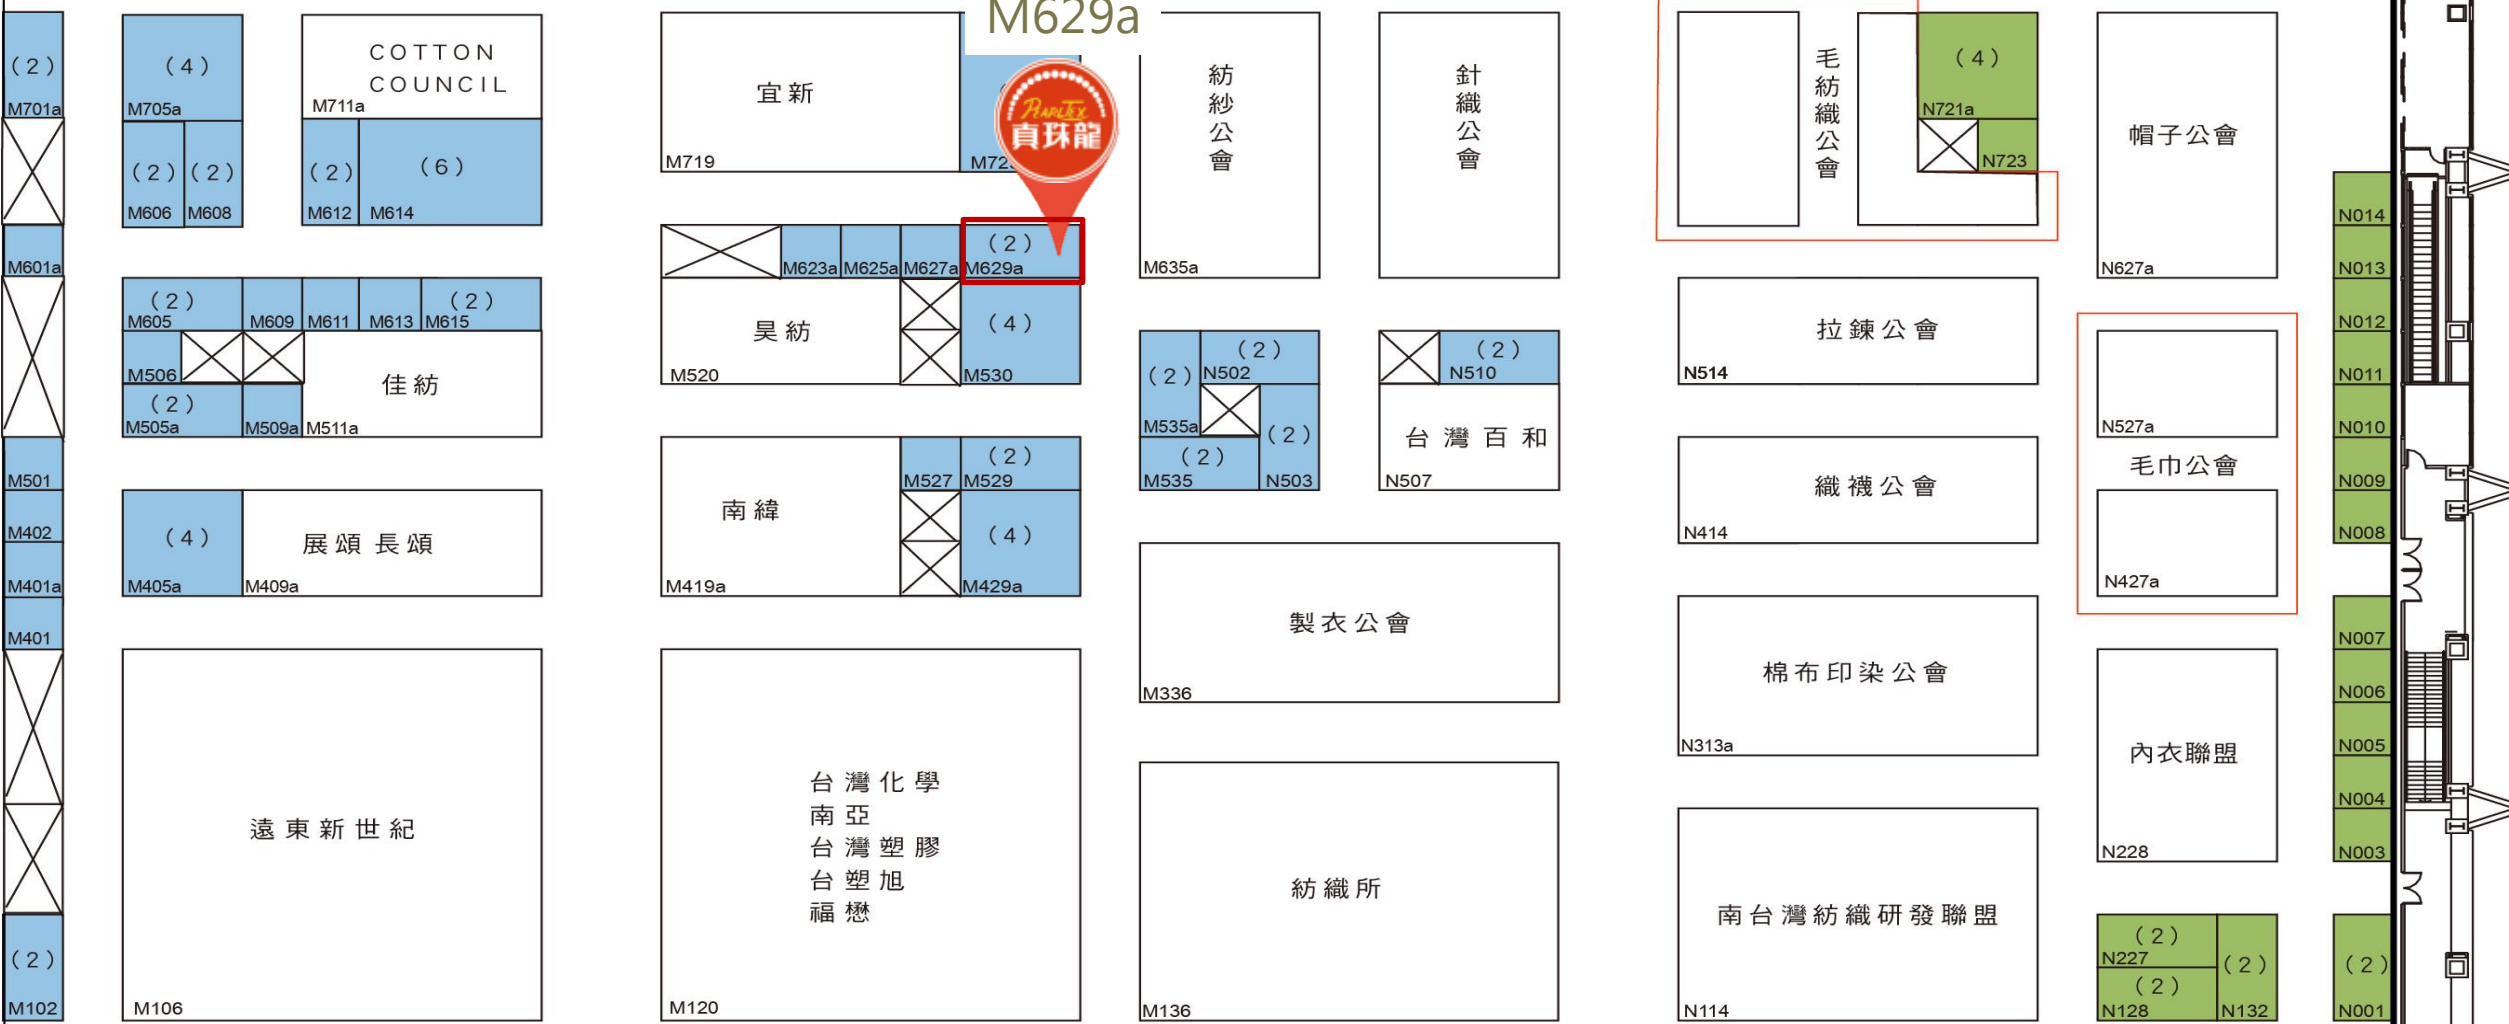 M629a
(2)
M701a
(4)
M705a
COTTON
COUNCIL
M711a
宜新
M719
PEARLTEX
真珠龍
紡紗公會
M635a
針織公會
毛紡織公會
(4)
N721a
N723
帽子公會
N627a
(2)
M606
(2)
M608
(2)
M612
(6)
M614
M601a
M623a
M625a
M627a
(2)
M629a
(2)
M605
M609
M611
M613
(2)
M615
M506
(2)
M505a
M509a
佳紡
M511a
昊紡
M520
(4)
M530
(2)
M535a
(2)
N502
(2)
M535
(2)
N503
(2)
N510
台灣百和
N507
拉鍊公會
N514
織襪公會
N414
N527a
毛巾公會
N427a
N014
N013
N012
N011
N010
N009
N008
M501
M402
M401a
M401
(4)
M405a
展頌 長頌
M409a
南緯
M419a
M527
(2)
M529
(4)
M429a
製衣公會
M336
棉布印染公會
N313a
內衣聯盟
N228
N007
N006
N005
N004
N003
(2)
M102
遠東新世紀
M106
台灣化學
南亞
台灣塑膠
台塑旭
福懋
M120
紡織所
M136
南台灣紡織研發聯盟
N114
(2)
N227
(2)
N128
(2)
N132
(2)
N001